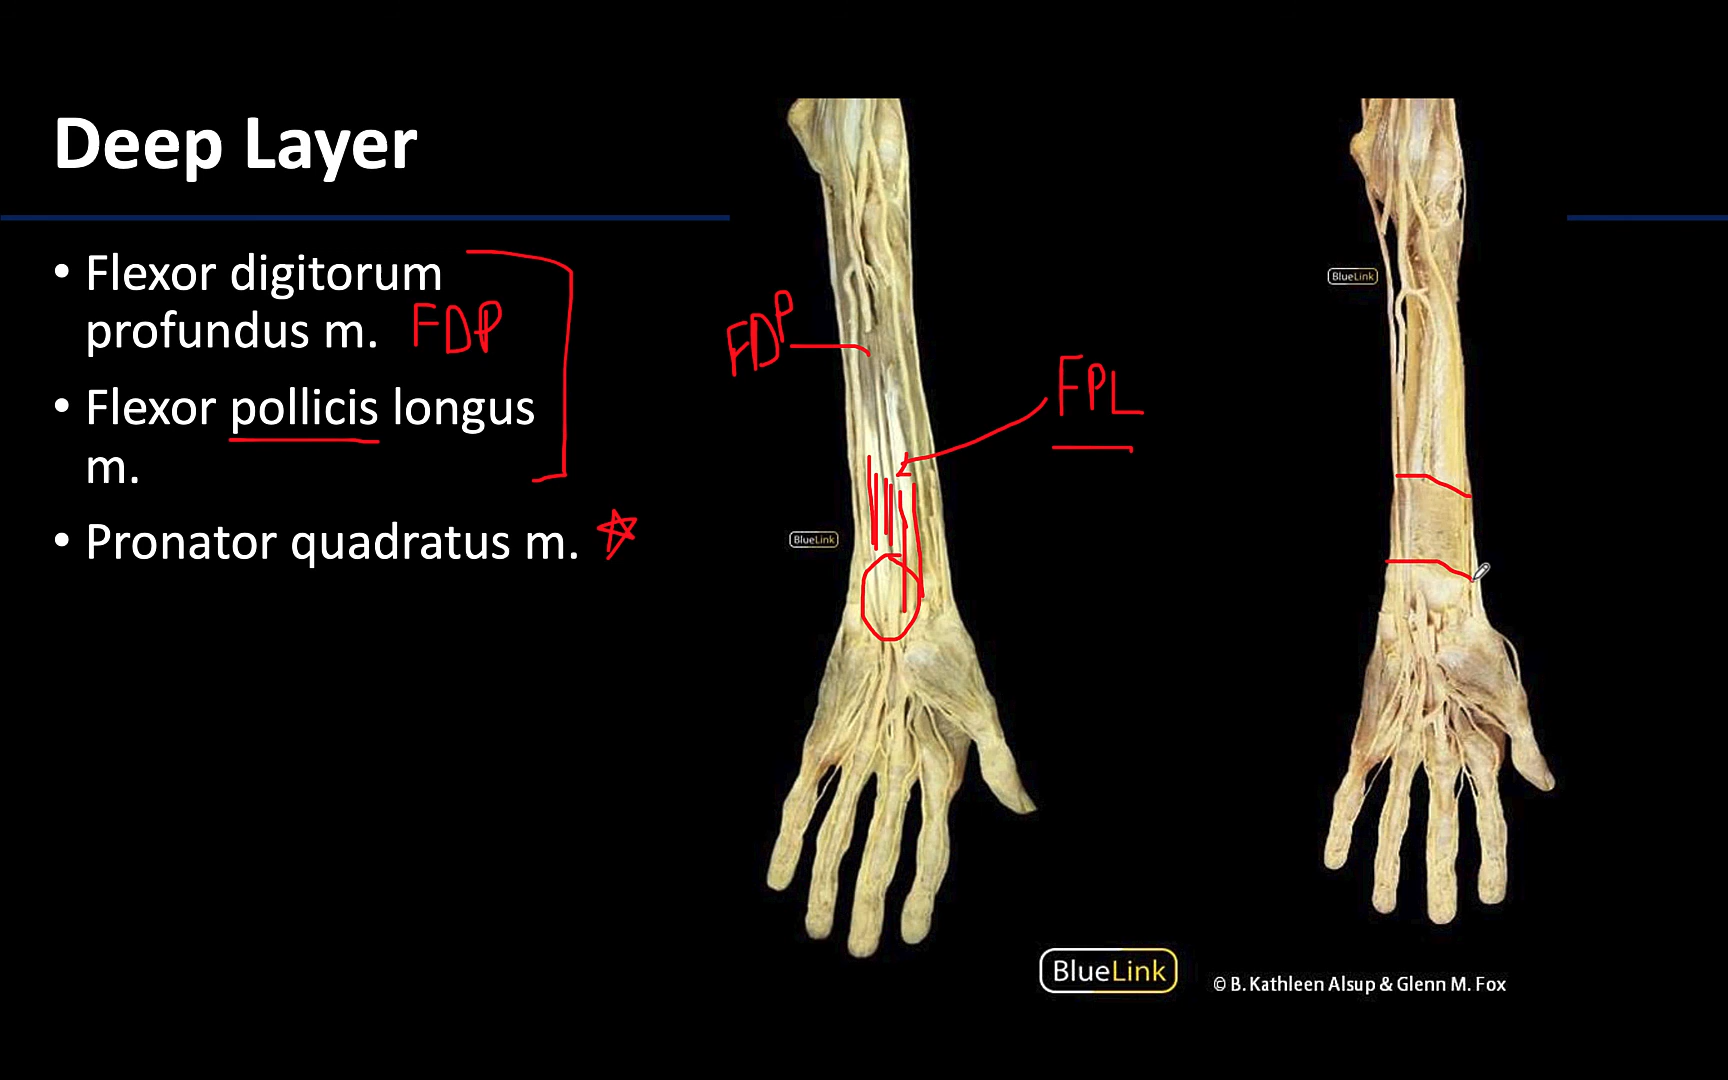 Deep Layer
• Flexor digitorum
profundus m. FDP
• Flexor pollicis longus
m.
• Pronator quadratus m.
FDP
FPL
BlueLink
BlueLink
BlueLink
© B. Kathleen Alsup & Glenn M. Fox